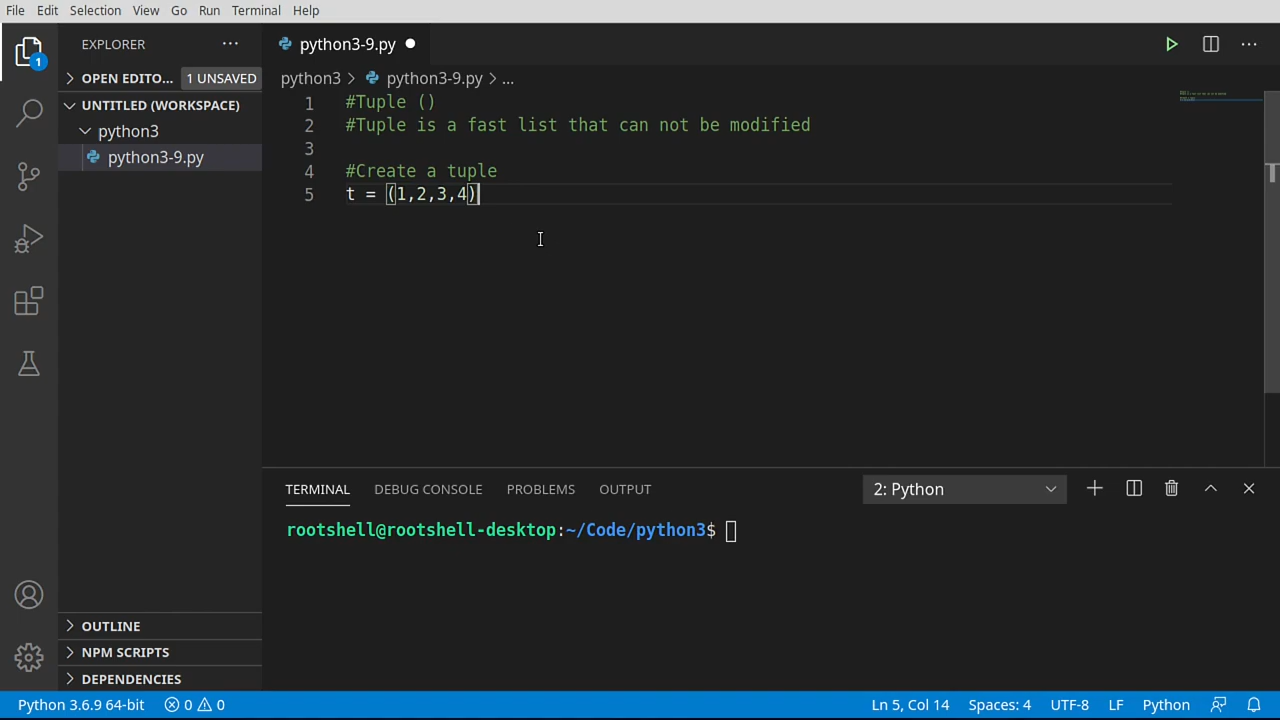 File Edit Selection View Go Run Terminal Help
EXPLORER ···
python3-9.py
OPEN EDITO... 1 UNSAVED
python3 > python3-9.py > ...
UNTITLED (WORKSPACE)
python3
python3-9.py
1
1 #Tuple ()
2 #Tuple is a fast list that can not be modified
3
4 #Create a tuple
5 t = (1,2,3,4)
TERMINAL DEBUG CONSOLE PROBLEMS OUTPUT 2: Python
rootshell@rootshell-desktop:~/Code/python3$
OUTLINE
NPM SCRIPTS
DEPENDENCIES
Python 3.6.9 64-bit 0 0 Ln 5, Col 14 Spaces: 4 UTF-8 LF Python